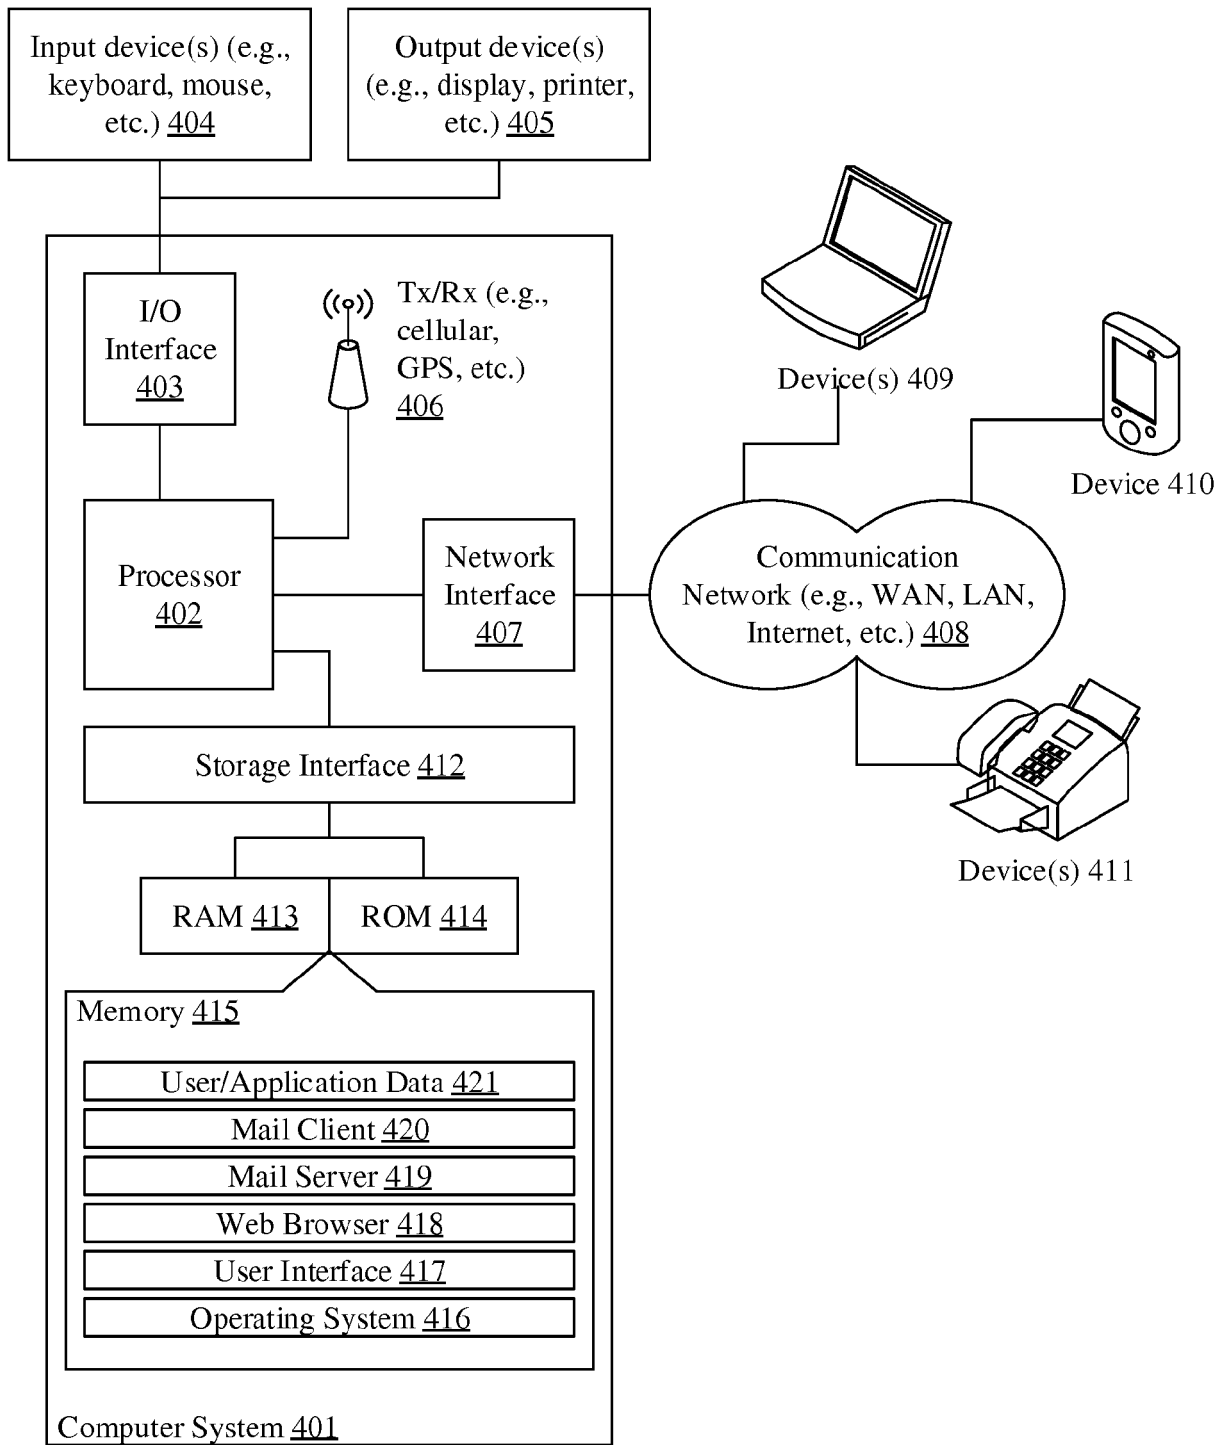 Input device(s) (e.g.,
keyboard, mouse,
etc.) 404
Output device(s)
(e.g., display, printer,
etc.) 405
I/O
Interface
403
Tx/Rx (e.g.,
cellular,
GPS, etc.)
406
Device(s) 409
Device 410
Processor
402
Network
Interface
407
Communication
Network (e.g., WAN, LAN,
Internet, etc.) 408
Storage Interface 412
Device(s) 411
RAM 413
ROM 414
Memory 415
User/Application Data 421
Mail Client 420
Mail Server 419
Web Browser 418
User Interface 417
Operating System 416
Computer System 401